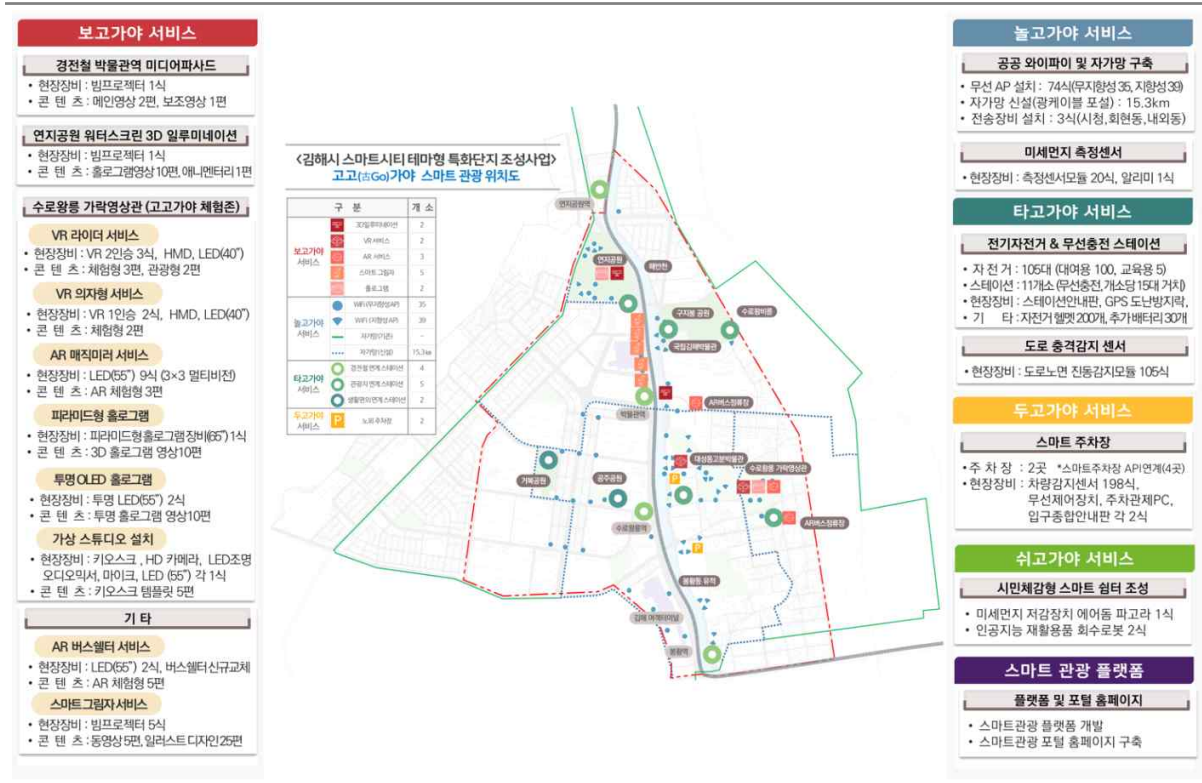 보고가야 서비스
경전철 박물관역 미디어파사드
• 현장장비 : 빔프로젝터 1식
• 콘 텐 츠 : 메인영상 2편, 보조영상 1편
연지공원 워터스크린 3D 일루미네이션
• 현장장비 : 빔프로젝터 1식
• 콘 텐 츠 : 홀로그램영상 10편, 애니멘터리 1편
수로왕릉 가락영상관 (고고가야 체험존)
VR 라이더 서비스
• 현장장비 : VR 2인승 3식, HMD, LED(40")
• 콘 텐 츠 : 체험형 3편, 관광형 2편
VR 의자형 서비스
• 현장장비 : VR 1인승 2식, HMD, LED(40")
• 콘 텐 츠 : 체험형 2편
AR 매직미러 서비스
• 현장장비 : LED(55") 9식 (3×3 멀티비전)
• 콘 텐 츠 : AR 체험형 3편
피라미드형 홀로그램
• 현장장비 : 피라미드형홀로그램장비(65") 1식
• 콘 텐 츠 : 3D 홀로그램 영상10편
투명OLED 홀로그램
• 현장장비 : 투명 LED(55") 2식
• 콘 텐 츠 : 투명 홀로그램 영상10편
가상 스튜디오 설치
• 현장장비 : 키오스크, HD 카메라, LED조명
오디오믹서, 마이크, LED (55") 각 1식
• 콘 텐 츠 : 키오스크 템플릿 5편
기 타
AR 버스쉘터 서비스
• 현장장비 : LED(55") 2식, 버스쉘터신규교체
• 콘 텐 츠 : AR 체험형 5편
스마트그림자서비스
• 현장장비 : 빔프로젝터 5식
• 콘 텐 츠 : 동영상 5편, 일러스트 디자인 25편
<김해시 스마트시티 테마형 특화단지 조성사업>
고고(古Go)가야 스마트 관광 위치도
구 분 개 소
보고가야 서비스
3D일루미네이션 2
VR 서비스 2
AR 서비스 3
스마트 그림자 5
홀로그램 2
놀고가야 서비스
WiFi(무지향성AP) 35
WiFi(지향성AP) 39
자가망(기존) -
자가망(신설) 15.3㎞
타고가야 서비스
경전철 연계 스테이션 4
관광지 연계 스테이션 5
생활편의 연계 스테이션 2
두고가야 서비스
P 노외 주차장 2
연지공원역
연지공원
해반천
구지봉 공원
수로왕비릉
국립김해박물관
박물관역
AR버스정류장
대성동고분박물관
수로왕릉 가락영상관
거북공원
공주공원
P
수로왕릉역
AR버스정류장
P
봉황동 유적
김해 여객터미널
봉황역
놀고가야 서비스
공공 와이파이 및 자가망 구축
• 무선 AP 설치 : 74식(무지향성 35, 지향성 39)
• 자가망 신설(광케이블 포설) : 15.3km
• 전송장비 설치 : 3식(시청,회현동,내외동)
미세먼지 측정센서
• 현장장비 : 측정센서모듈 20식, 알리미 1식
타고가야 서비스
전기자전거 & 무선충전 스테이션
• 자 전 거 : 105대 (대여용 100, 교육용 5)
• 스테이션 : 11개소 (무선충전, 개소당 15대 거치)
• 현장장비 : 스테이션안내판, GPS 도난방지락,
• 기 타 : 자전거헬멧200개, 추가배터리30개
도로 충격감지 센서
• 현장장비 : 도로노면 진동감지모듈 105식
두고가야 서비스
스마트 주차장
• 주 차 장 : 2곳 *스마트주차장 API연계(4곳)
• 현장장비 : 차량감지센서 198식,
무선제어장치, 주차관제PC,
입구종합안내판 각 2식
쉬고가야 서비스
시민체감형 스마트 쉼터 조성
• 미세먼지 저감장치 에어돔 파고라 1식
• 인공지능 재활용품 회수로봇 2식
스마트 관광 플랫폼
플랫폼 및 포털 홈페이지
• 스마트관광 플랫폼 개발
• 스마트관광 포털 홈페이지 구축